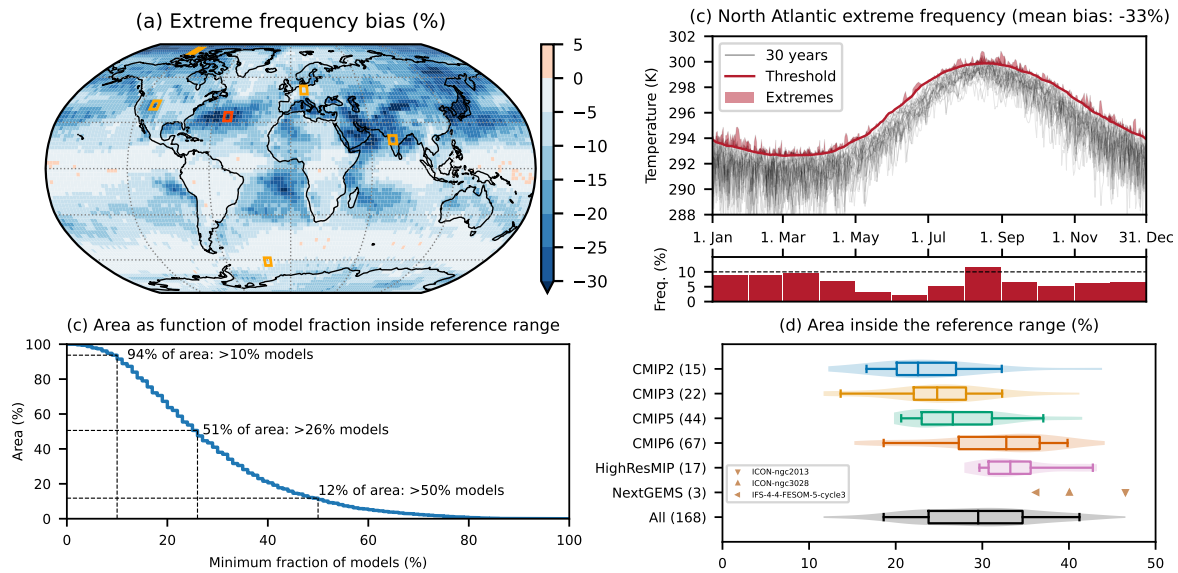 (a) Extreme frequency bias (%)
5
0
−5
−10
−15
−20
−25
−30
(c) North Atlantic extreme frequency (mean bias: -33%)
Temperature (K)
302
300
298
296
294
292
290
288
30 years
Threshold
Extremes
1. Jan
1. Mar
1. May
1. Jul
1. Sep
1. Nov
31. Dec
Freq. (%)
10
5
0
(c) Area as function of model fraction inside reference range
Area (%)
100
80
60
40
20
0
94% of area: >10% models
51% of area: >26% models
12% of area: >50% models
0
20
40
60
80
100
Minimum fraction of models (%)
(d) Area inside the reference range (%)
CMIP2 (15)
CMIP3 (22)
CMIP5 (44)
CMIP6 (67)
HighResMIP (17)
NextGEMS (3)
All (168)
ICON-ngc2013
ICON-ngc3028
IFS-4-4-FESOM-5-cycle3
0
10
20
30
40
50